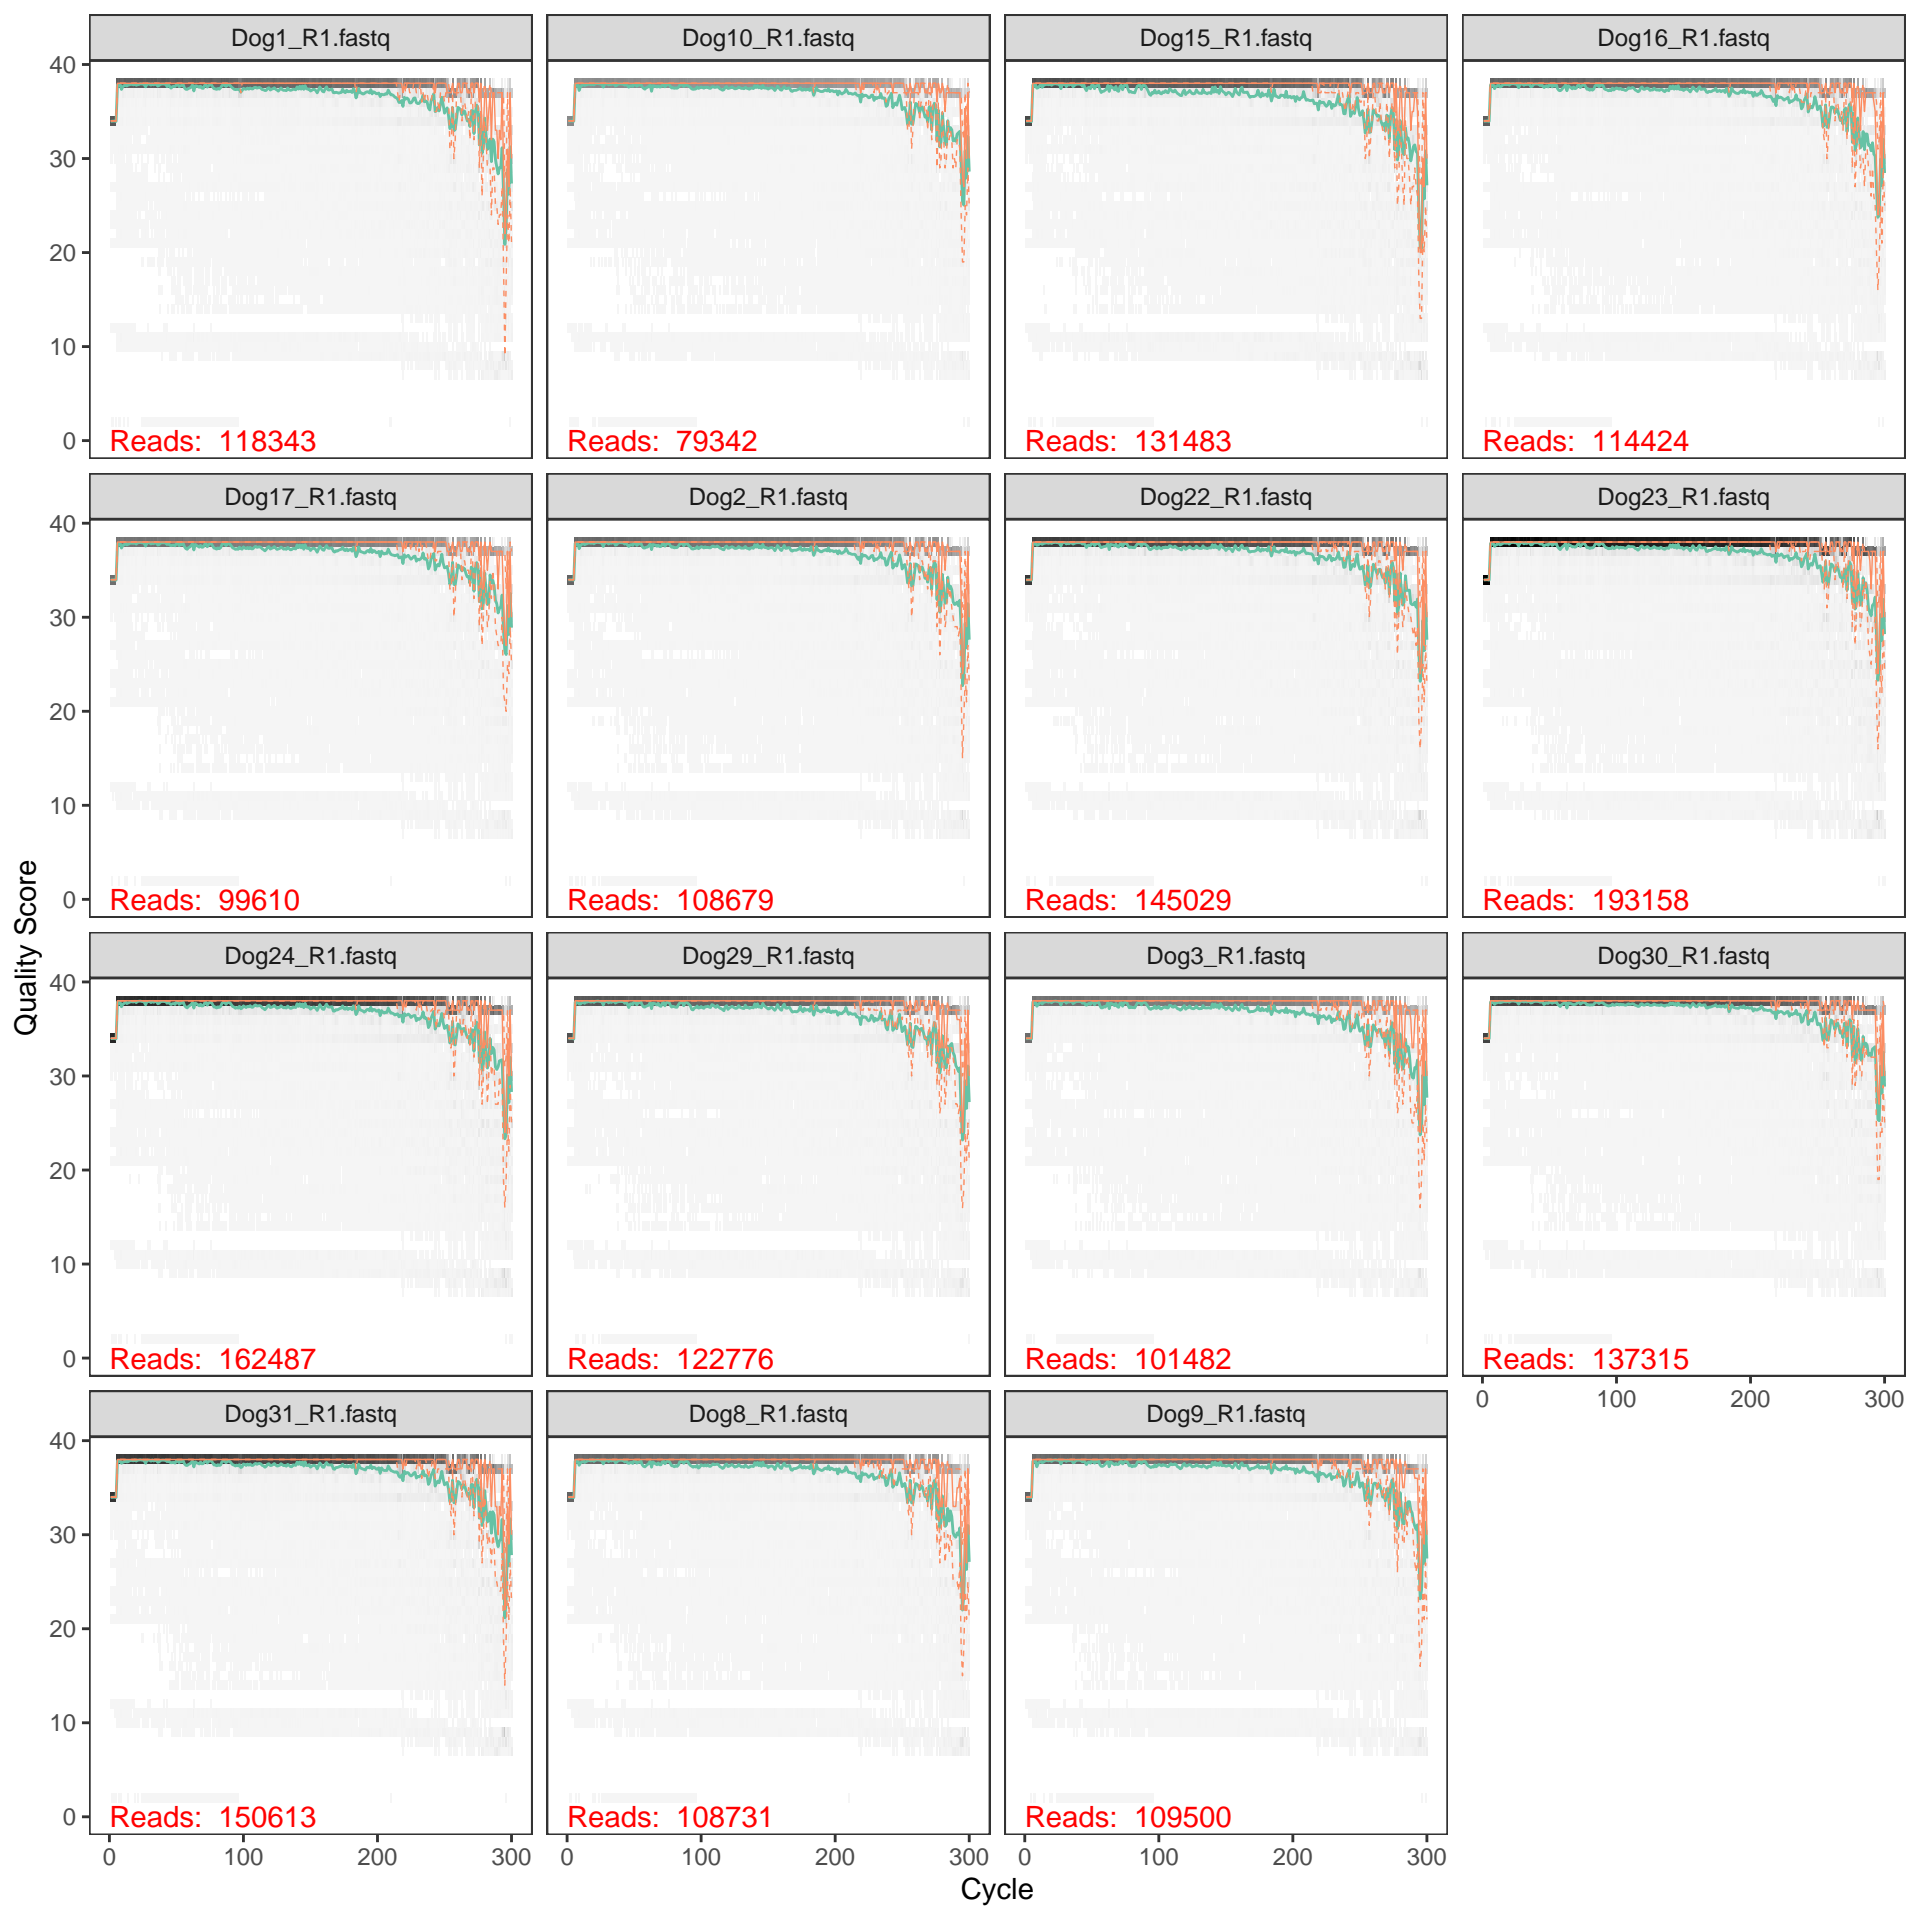 Dog1_R1.fastq
Dog10_R1.fastq
Dog15_R1.fastq
Dog16_R1.fastq
40
30
20
10
0
Reads: 118343
Reads: 79342
Reads: 131483
Reads: 114424
Dog17_R1.fastq
Dog2_R1.fastq
Dog22_R1.fastq
Dog23_R1.fastq
40
30
20
10
0
Reads: 99610
Reads: 108679
Reads: 145029
Reads: 193158
Quality Score
Dog24_R1.fastq
Dog29_R1.fastq
Dog3_R1.fastq
Dog30_R1.fastq
40
30
20
10
0
Reads: 162487
Reads: 122776
Reads: 101482
Reads: 137315
0 100 200 300
Dog31_R1.fastq
Dog8_R1.fastq
Dog9_R1.fastq
40
30
20
10
0
Reads: 150613
Reads: 108731
Reads: 109500
0 100 200 300
0 100 200 300
0 100 200 300
Cycle